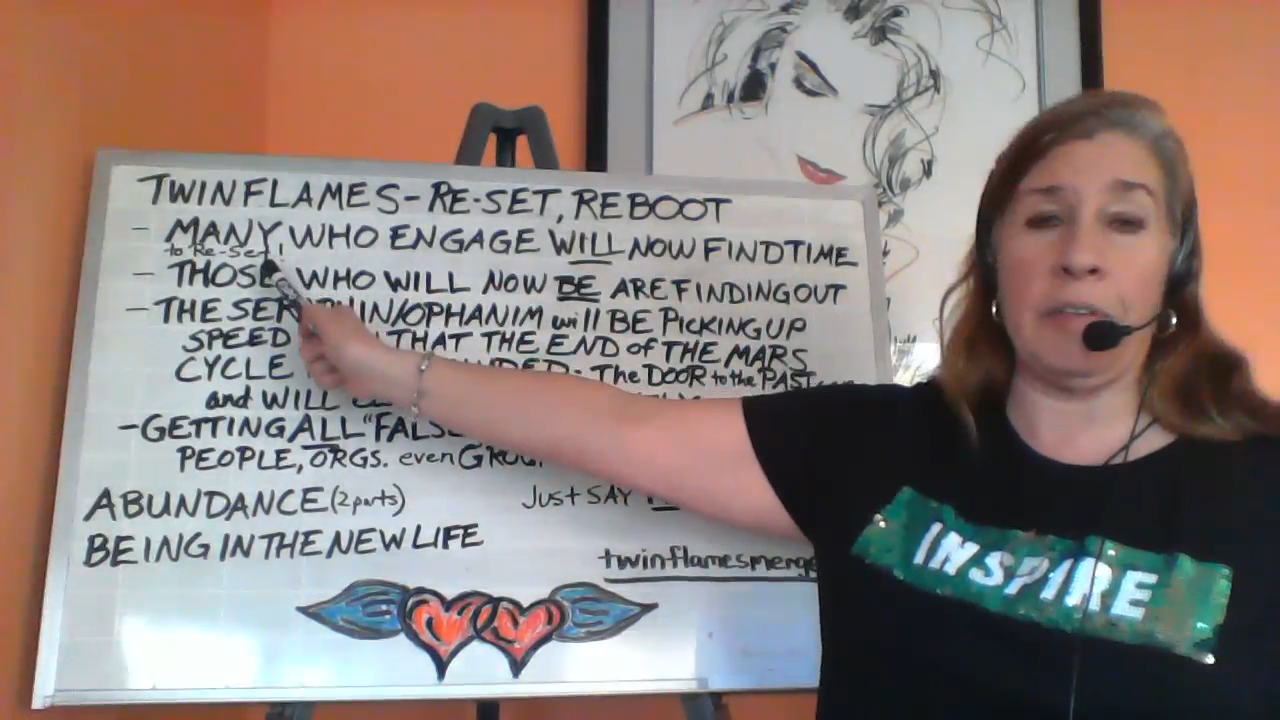 TWINFLAMES - RE-SET, REBOOT
- MANY, WHO ENGAGE WILL NOW FIND TIME
to Re-set!
- THOSE WHO WILL NOW BE ARE FINDING OUT
- THE IN/OPHANIM will BE PICKING UP
SPEED THAT THE END of THE MARS
CYCLE The DOOR to the PAST
and WILL
- GETTING ALL
PEOPLE, ORGS. even
ABUNDANCE (2 parts) Just SAY
BEING IN THE NEW LIFE
twinflamesmerge
INSPIRE